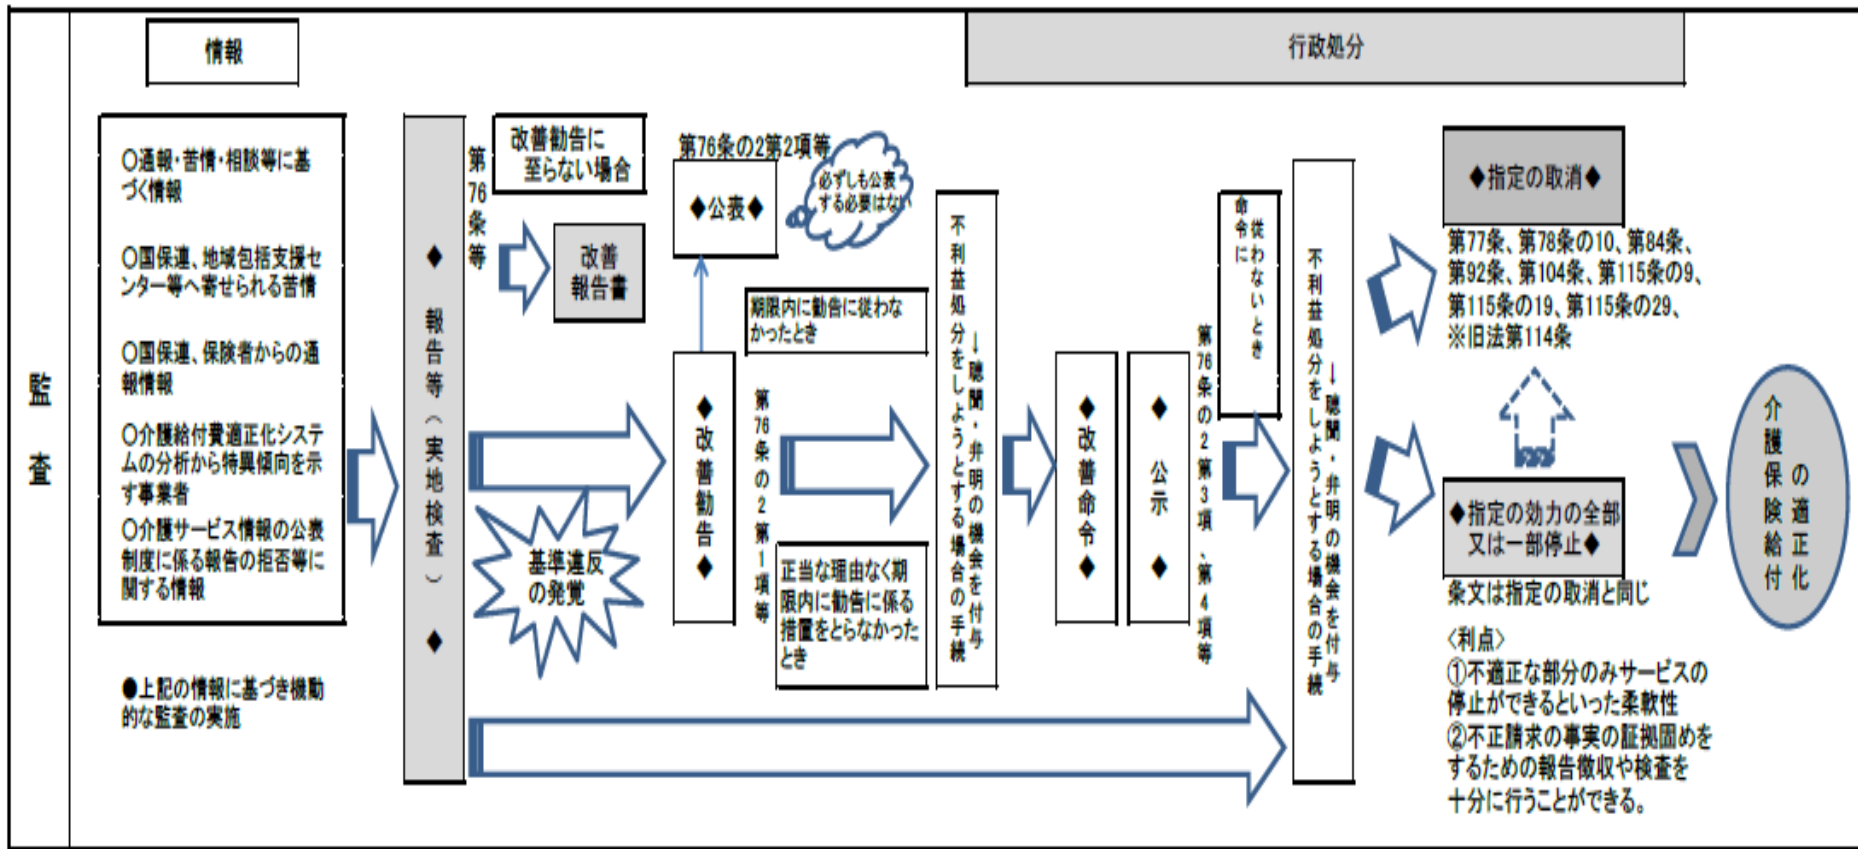 監査
情報
行政処分
○通報・苦情・相談等に基
づく情報
○国保連、地域包括支援セ
ンター等へ寄せられる苦情
○国保連、保険者からの通
報情報
○介護給付費適正化システ
ムの分析から特異傾向を示
す事業者
○介護サービス情報の公表
制度に係る報告の拒否等に
関する情報
●上記の情報に基づき機動
的な監査の実施
◆ 報告等(実地検査) ◆
第76条等
改善勧告に
至らない場合
改善
報告書
基準違反
の発覚
第76条の2第2項等
◆公表◆
必ずしも公表
する必要はない
期限内に勧告に従わな
かったとき
◆改善勧告◆
第76条の2第1項等
正当な理由なく期
限内に勧告に係る
措置をとらなかった
とき
不利益処分をしようとする場合の手続
→聴聞・弁明の機会を付与
◆改善命令◆
◆公示◆
第76条の2第3項、第4項等
命令に
従わないとき
不利益処分をしようとする場合の手続
→聴聞・弁明の機会を付与
◆指定の取消◆
第77条、第78条の10、第84条、
第92条、第104条、第115条の9、
第115条の19、第115条の29、
※旧法第114条
◆指定の効力の全部
又は一部停止◆
条文は指定の取消と同じ
〈利点〉
①不適正な部分のみサービスの
停止ができるといった柔軟性
②不正請求の事実の証拠固めを
するための報告徴収や検査を
十分に行うことができる。
介護保険給付
の適正化